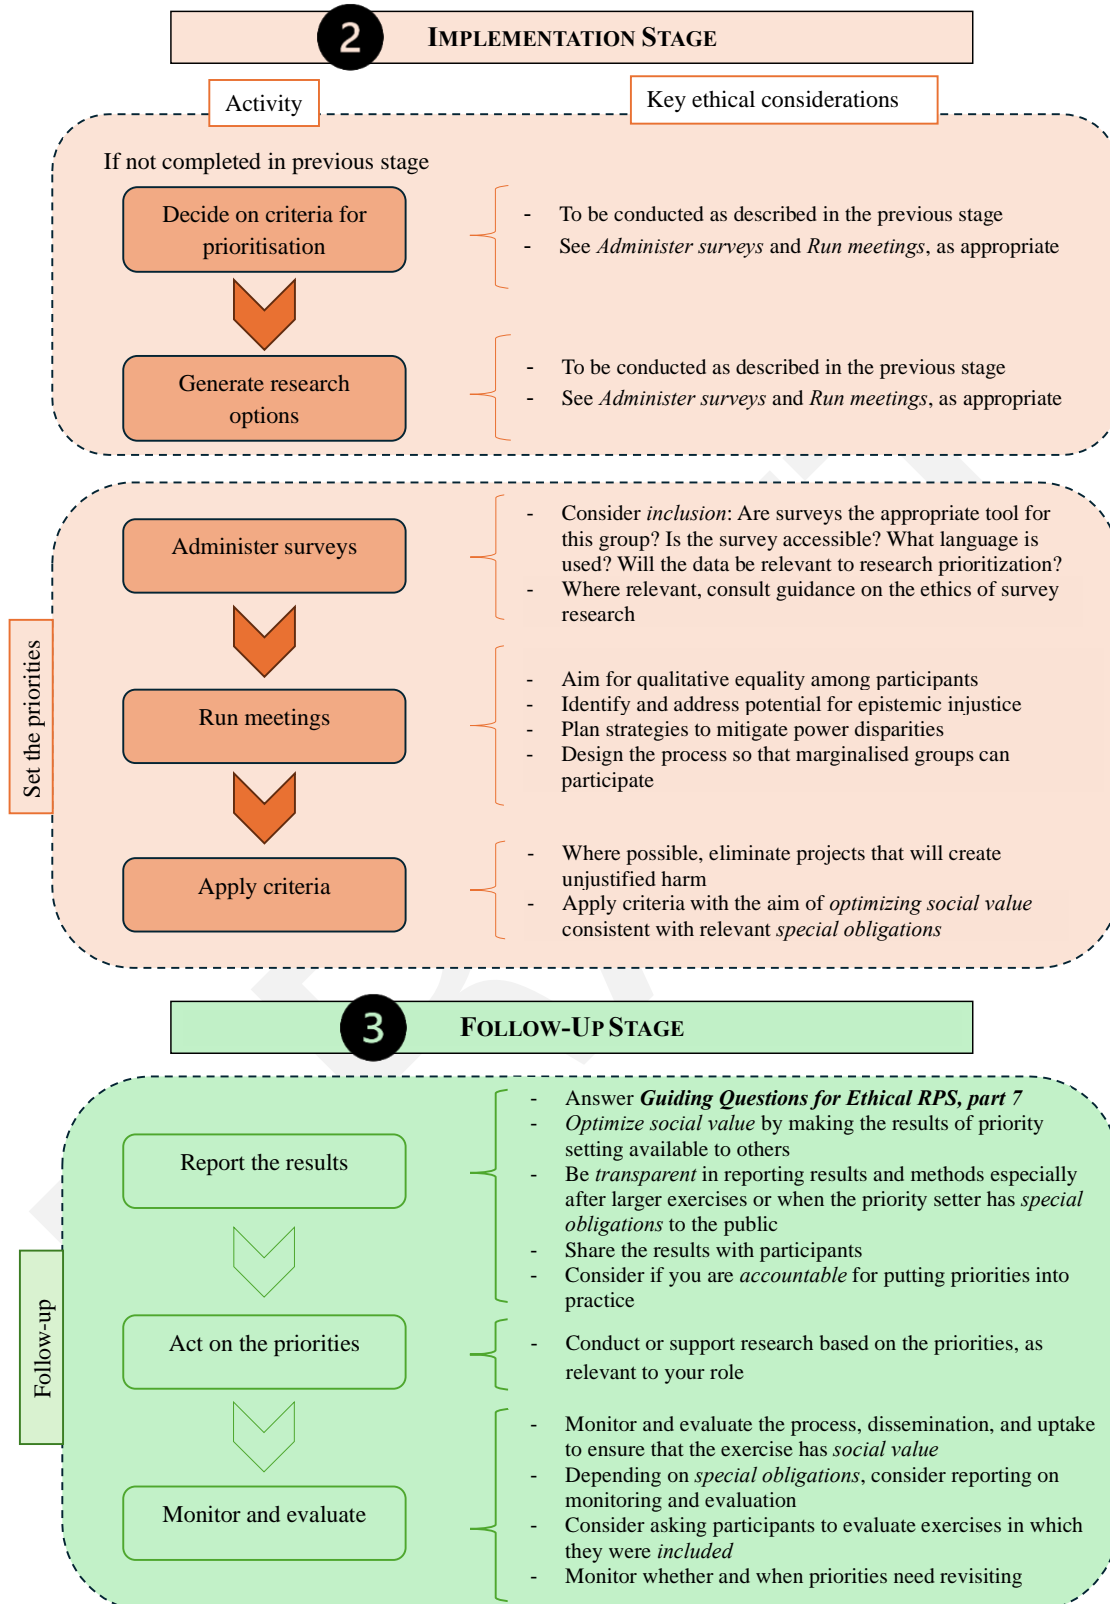 2 IMPLEMENTATION STAGE
Activity
Key ethical considerations
If not completed in previous stage
Decide on criteria for
prioritisation
- To be conducted as described in the previous stage
- See Administer surveys and Run meetings, as appropriate
Generate research
options
- To be conducted as described in the previous stage
- See Administer surveys and Run meetings, as appropriate
Set the priorities
Administer surveys
- Consider inclusion: Are surveys the appropriate tool for
this group? Is the survey accessible? What language is
used? Will the data be relevant to research prioritization?
- Where relevant, consult guidance on the ethics of survey
research
Run meetings
- Aim for qualitative equality among participants
- Identify and address potential for epistemic injustice
- Plan strategies to mitigate power disparities
- Design the process so that marginalised groups can
participate
Apply criteria
- Where possible, eliminate projects that will create
unjustified harm
- Apply criteria with the aim of optimizing social value
consistent with relevant special obligations
3 FOLLOW-UP STAGE
Follow-up
Report the results
- Answer Guiding Questions for Ethical RPS, part 7
- Optimize social value by making the results of priority
setting available to others
- Be transparent in reporting results and methods especially
after larger exercises or when the priority setter has special
obligations to the public
- Share the results with participants
- Consider if you are accountable for putting priorities into
practice
Act on the priorities
- Conduct or support research based on the priorities, as
relevant to your role
Monitor and evaluate
- Monitor and evaluate the process, dissemination, and uptake
to ensure that the exercise has social value
- Depending on special obligations, consider reporting on
monitoring and evaluation
- Consider asking participants to evaluate exercises in which
they were included
- Monitor whether and when priorities need revisiting